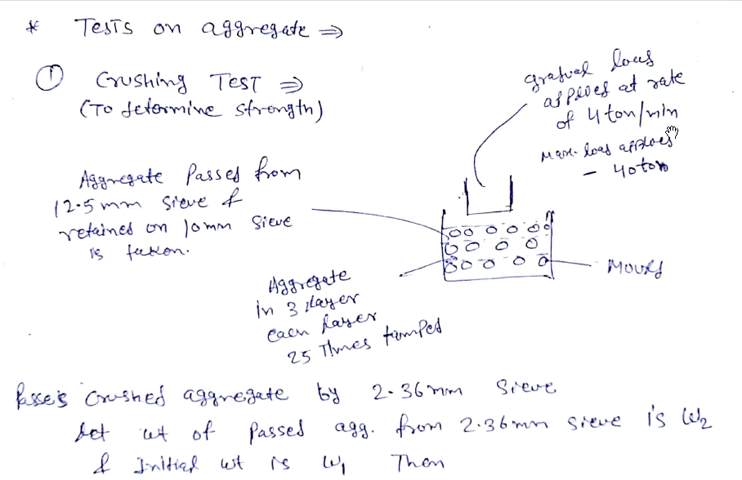 * Tests on aggregate ⇒
① Crushing Test ⇒
(To determine strength)
gradual load
applied at rate
of 4 ton/min
Max. load applied
- 40 ton
Aggregate Passed from
12.5 mm Sieve &
retained on 10 mm Sieve
is taken.
Aggregate
in 3 layer
each layer
25 Times tamped
Mould
Passes crushed aggregate by 2.36 mm Sieve
Let wt of passed agg. from 2.36 mm sieve is W₂
& Initial wt is W₁ Then